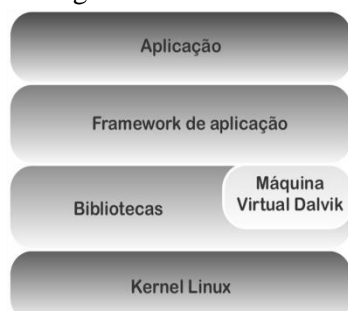 Aplicação
Framework de aplicação
Bibliotecas
Máquina
Virtual Dalvik
Kernel Linux